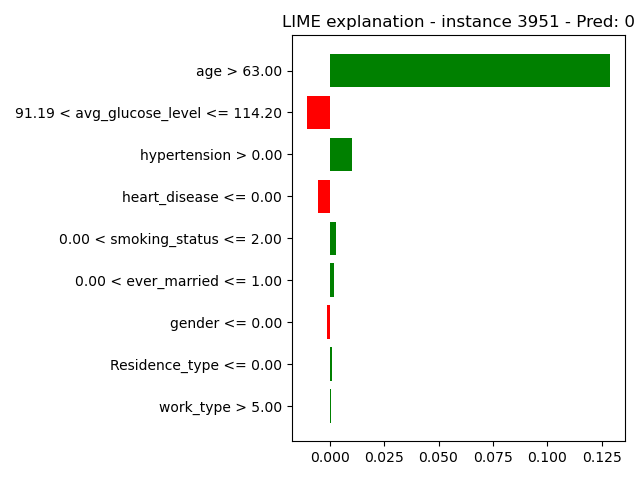 LIME explanation - instance 3951 - Pred: 0
age > 63.00
91.19 < avg_glucose_level <= 114.20
hypertension > 0.00
heart_disease <= 0.00
0.00 < smoking_status <= 2.00
0.00 < ever_married <= 1.00
gender <= 0.00
Residence_type <= 0.00
work_type > 5.00
0.000 0.025 0.050 0.075 0.100 0.125